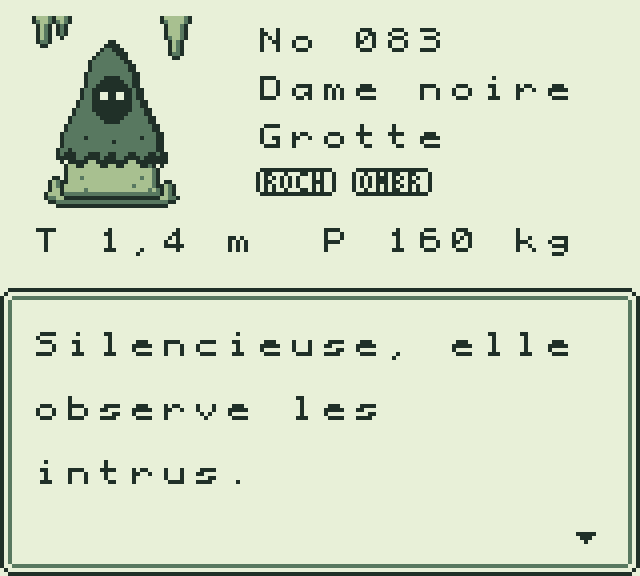 No 083
Dame noire
Grotte
ROCH OMBR
T 1,4 m P 160 kg
Silencieuse, elle
observe les
intrus.